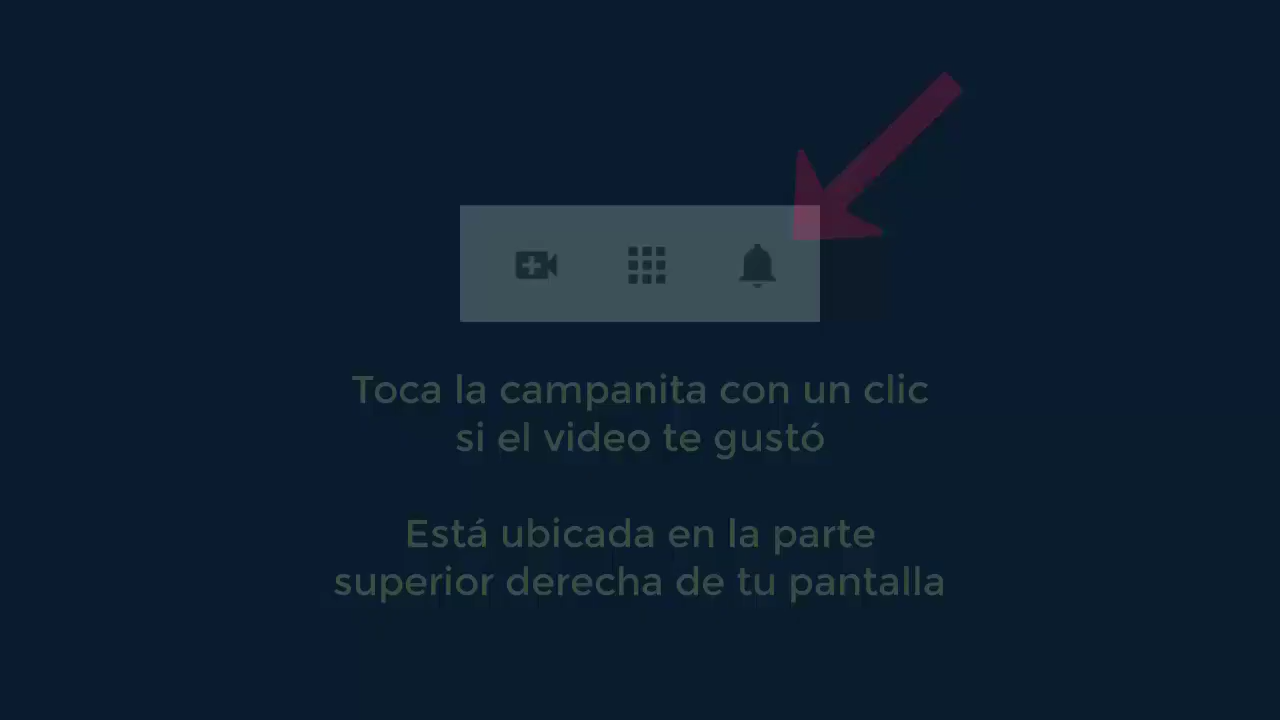 Toca la campanita con un clic
si el video te gustó
Está ubicada en la parte
superior derecha de tu pantalla